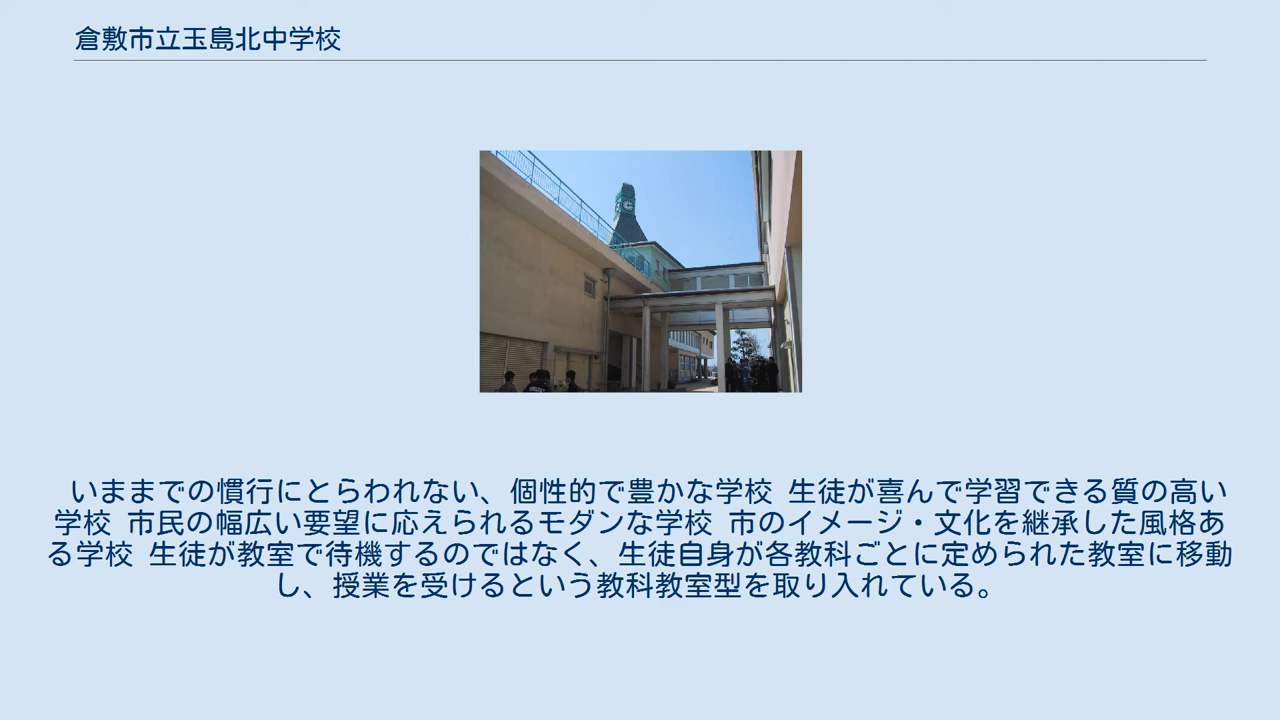 倉敷市立玉島北中学校
いままでの慣行にとらわれない、個性的で豊かな学校 生徒が喜んで学習できる質の高い
学校 市民の幅広い要望に応えられるモダンな学校 市のイメージ・文化を継承した風格あ
る学校 生徒が教室で待機するのではなく、生徒自身が各教科ごとに定められた教室に移動
し、授業を受けるという教科教室型を取り入れている。